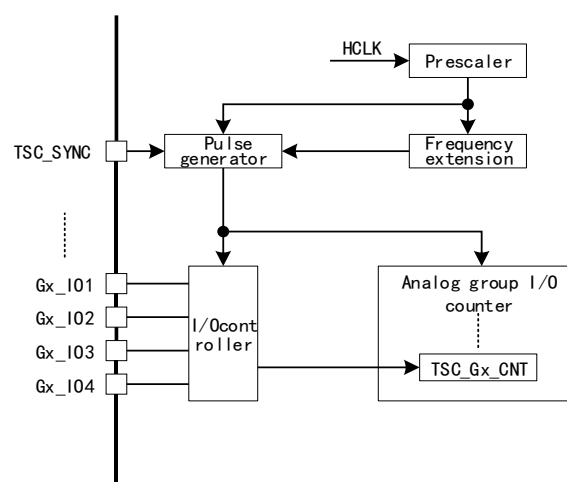 HCLK
Prescaler
TSC_SYNC
Pulse
generator
Frequency
extension
Gx_IO1
Gx_IO2
Gx_IO3
Gx_IO4
I/Ocont
roller
Analog group I/O
counter
TSC_Gx_CNT